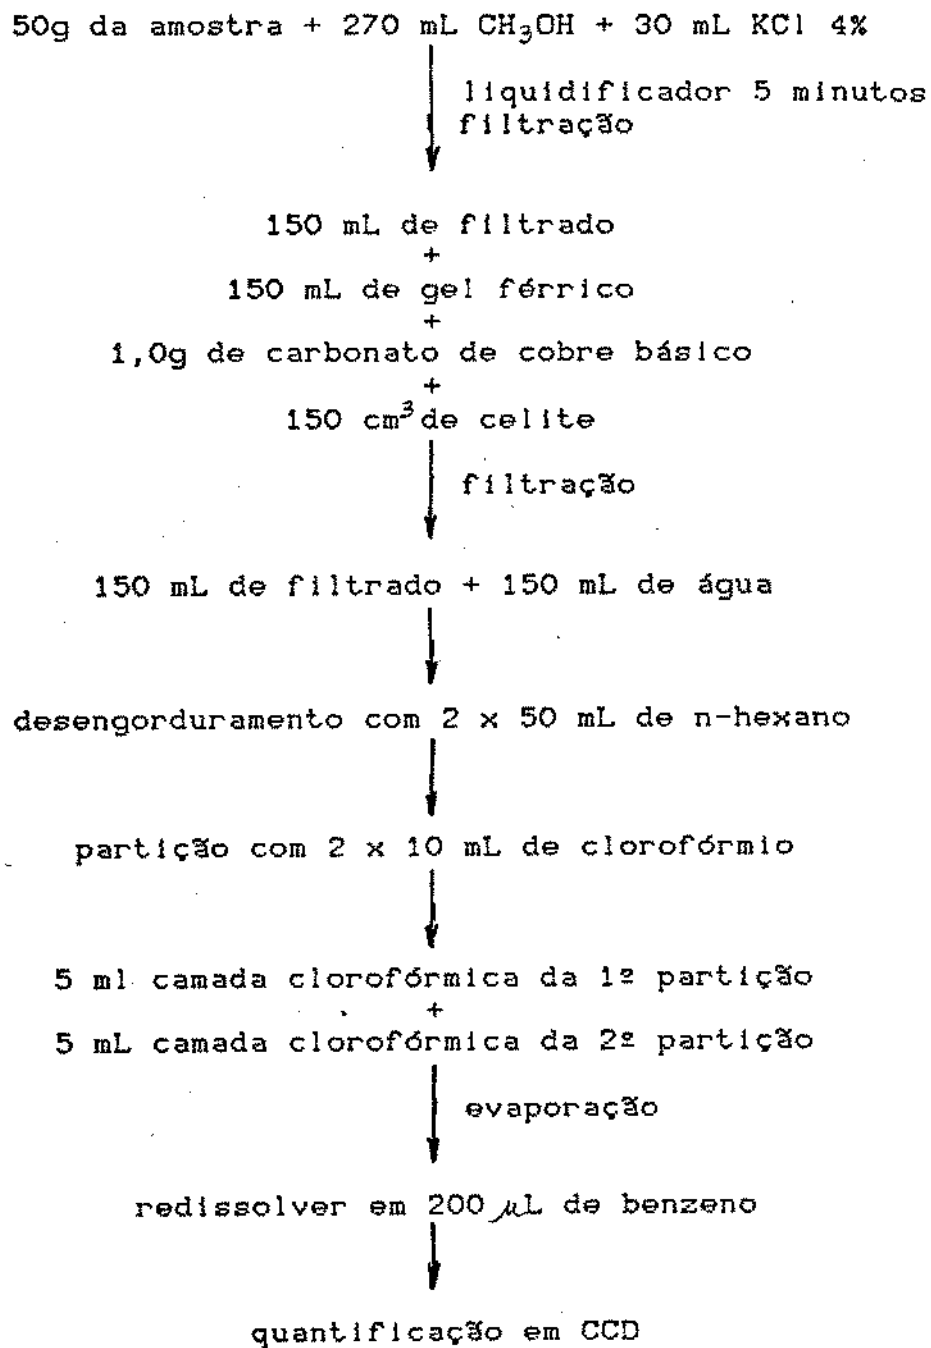 50g da amostra + 270 mL CH₃OH + 30 mL KCl 4%
liquidificador 5 minutos
filtração
150 mL de filtrado
+
150 mL de gel férrico
+
1,0g de carbonato de cobre básico
+
150 cm³ de celite
filtração
150 mL de filtrado + 150 mL de água
desengorduramento com 2 x 50 mL de n-hexano
partição com 2 x 10 mL de clorofórmio
5 ml camada clorofórmica da 1ª partição
+
5 mL camada clorofórmica da 2ª partição
evaporação
redissolver em 200 µL de benzeno
quantificação em CCD